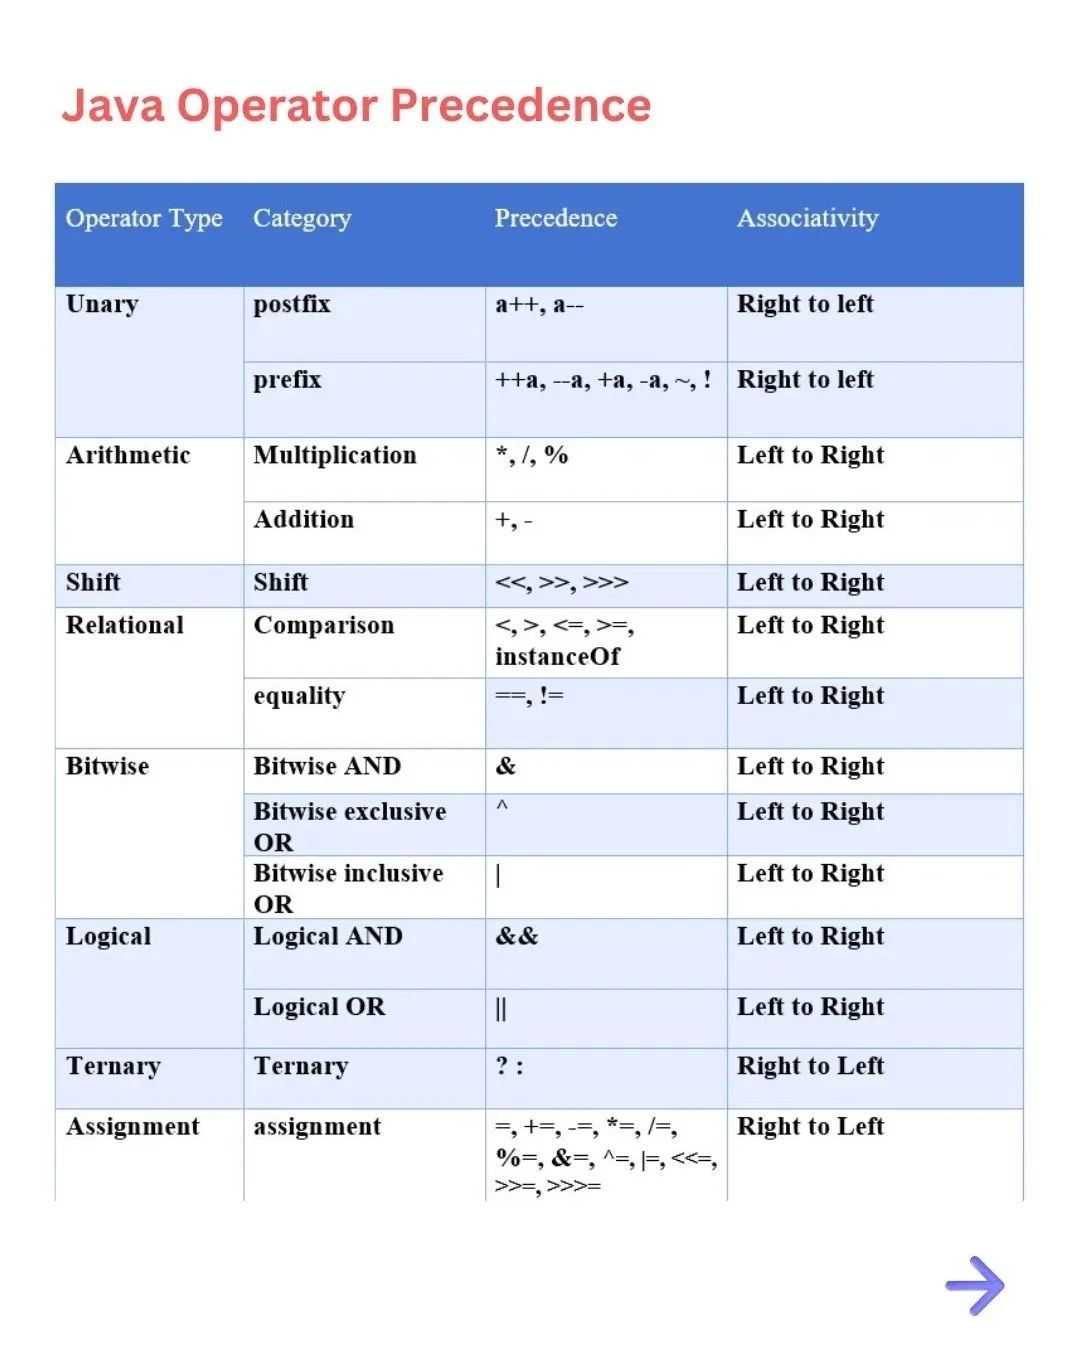 Java Operator Precedence
Operator Type Category Precedence Associativity
Unary postfix a++, a-- Right to left
prefix ++a, --a, +a, -a, ~, ! Right to left
Arithmetic Multiplication *, /, % Left to Right
Addition +, - Left to Right
Shift Shift <<, >>, >>> Left to Right
Relational Comparison <, >, <=, >=, Left to Right
instanceOf
equality ==, != Left to Right
Bitwise Bitwise AND & Left to Right
Bitwise exclusive ^ Left to Right
OR
Bitwise inclusive | Left to Right
OR
Logical Logical AND && Left to Right
Logical OR || Left to Right
Ternary Ternary ? : Right to Left
Assignment assignment =, +=, -=, *=, /=, Right to Left
%=, &=, ^=, |=, <<=,
>>=, >>>=